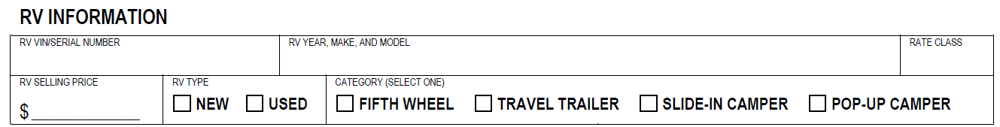 RV INFORMATION
RV VIN/SERIAL NUMBER RV YEAR, MAKE, AND MODEL RATE CLASS
RV SELLING PRICE RV TYPE CATEGORY (SELECT ONE)
$ ______________ NEW USED FIFTH WHEEL TRAVEL TRAILER SLIDE-IN CAMPER POP-UP CAMPER